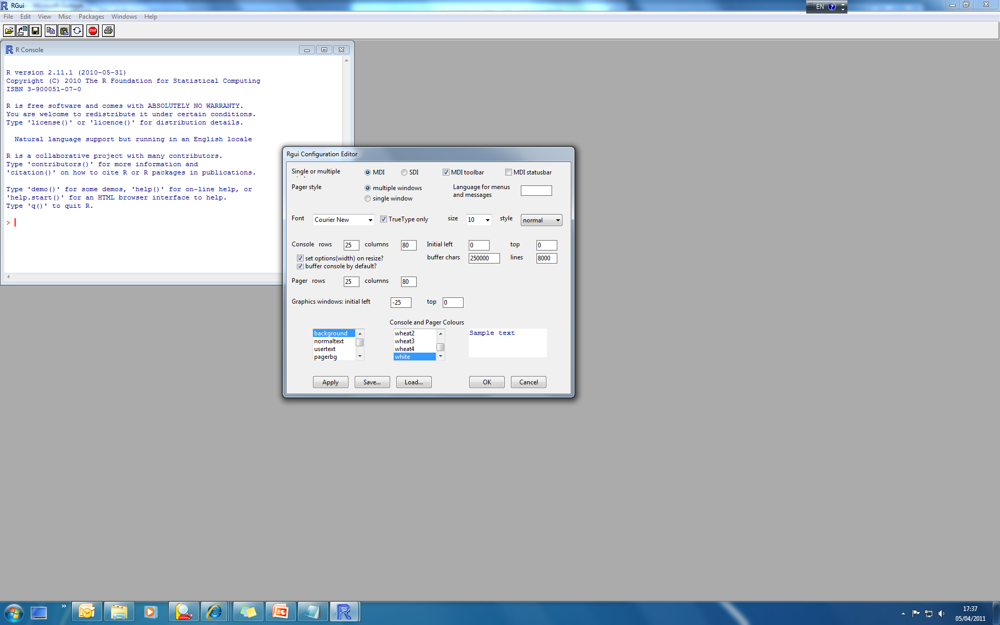 RGui
EN
File Edit View Misc Packages Windows Help
STOP
R Console
R version 2.11.1 (2010-05-31)
Copyright (C) 2010 The R Foundation for Statistical Computing
ISBN 3-900051-07-0
R is free software and comes with ABSOLUTELY NO WARRANTY.
You are welcome to redistribute it under certain conditions.
Type 'license()' or 'licence()' for distribution details.
Natural language support but running in an English locale
R is a collaborative project with many contributors.
Type 'contributors()' for more information and
'citation()' on how to cite R or R packages in publications.
Type 'demo()' for some demos, 'help()' for on-line help, or
'help.start()' for an HTML browser interface to help.
Type 'q()' to quit R.
>
Rgui Configuration Editor
Single or multiple MDI SDI MDI toolbar MDI statusbar
Pager style multiple windows Language for menus
and messages
single window
Font Courier New TrueType only size 10 style normal
Console rows 25 columns 80 Initial left 0 top 0
set options(width) on resize? buffer chars 250000 lines 8000
buffer console by default?
Pager rows 25 columns 80
Graphics windows: initial left -25 top 0
Console and Pager Colours
background wheat2 Sample text
normaltext wheat3
usertext wheat4
pagerbg white
Apply Save... Load... OK Cancel
17:37
05/04/2011